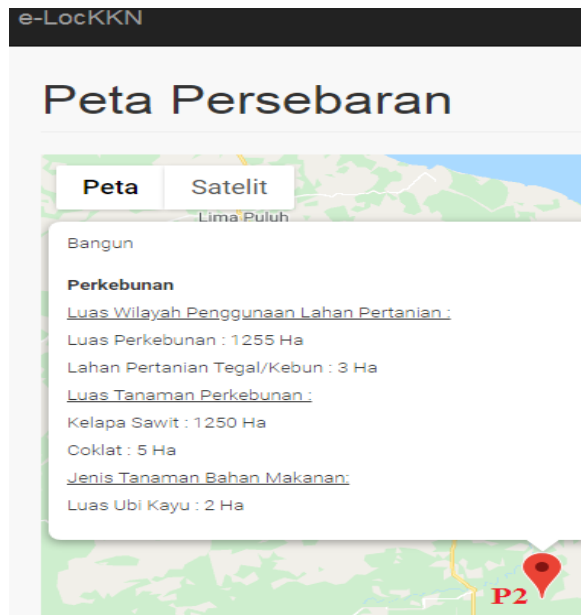 e-LocKKN
Peta Persebaran
Peta Satelit
Lima Puluh
Bangun
Perkebunan
Luas Wilayah Penggunaan Lahan Pertanian :
Luas Perkebunan : 1255 Ha
Lahan Pertanian Tegal/Kebun : 3 Ha
Luas Tanaman Perkebunan :
Kelapa Sawit : 1250 Ha
Coklat : 5 Ha
Jenis Tanaman Bahan Makanan:
Luas Ubi Kayu : 2 Ha
P2